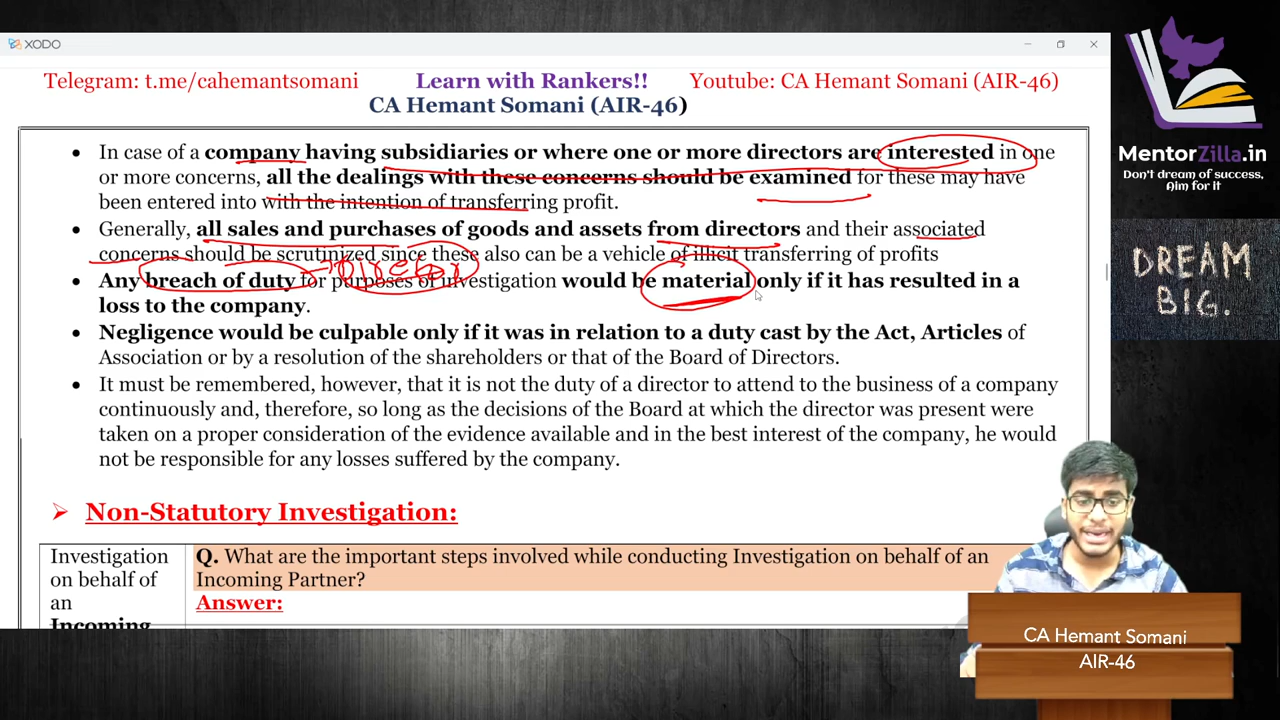 XODO
Telegram: t.me/cahemantsomani Learn with Rankers!! Youtube: CA Hemant Somani (AIR-46)
CA Hemant Somani (AIR-46)
• In case of a company having subsidiaries or where one or more directors are interested in one
or more concerns, all the dealings with these concerns should be examined for these may have
been entered into with the intention of transferring profit.
• Generally, all sales and purchases of goods and assets from directors and their associated
concerns should be scrutinized since these also can be a vehicle of illicit transferring of profits
→Director
• Any breach of duty for purposes of investigation would be material only if it has resulted in a
loss to the company.
• Negligence would be culpable only if it was in relation to a duty cast by the Act, Articles of
Association or by a resolution of the shareholders or that of the Board of Directors.
• It must be remembered, however, that it is not the duty of a director to attend to the business of a company
continuously and, therefore, so long as the decisions of the Board at which the director was present were
taken on a proper consideration of the evidence available and in the best interest of the company, he would
not be responsible for any losses suffered by the company.
➢ Non-Statutory Investigation:
Investigation
on behalf of
an
Incoming
Q. What are the important steps involved while conducting Investigation on behalf of an
Incoming Partner?
Answer:
MentorZilla.in
Don't dream of success,
Aim for it
DREAM
BIG.
CA Hemant Somani
AIR-46